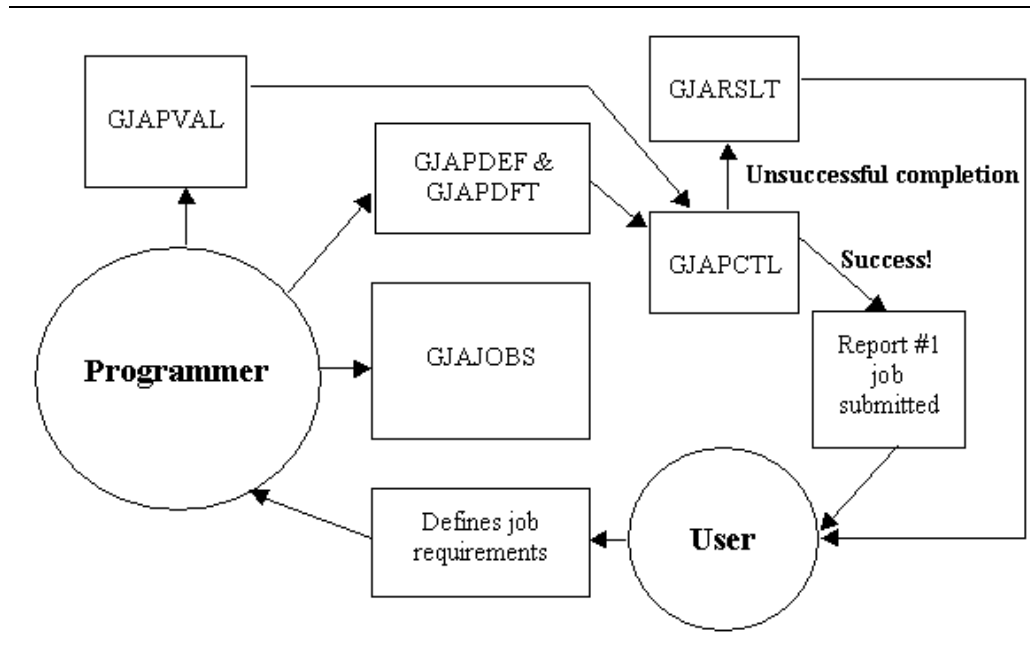 GJAPVAL
GJARSLT
GJAPDEF &
GJAPDFT
Unsuccessful completion
GJAPCTL
Success!
Programmer
GJAJOBS
Report #1
job
submitted
Defines job
requirements
User